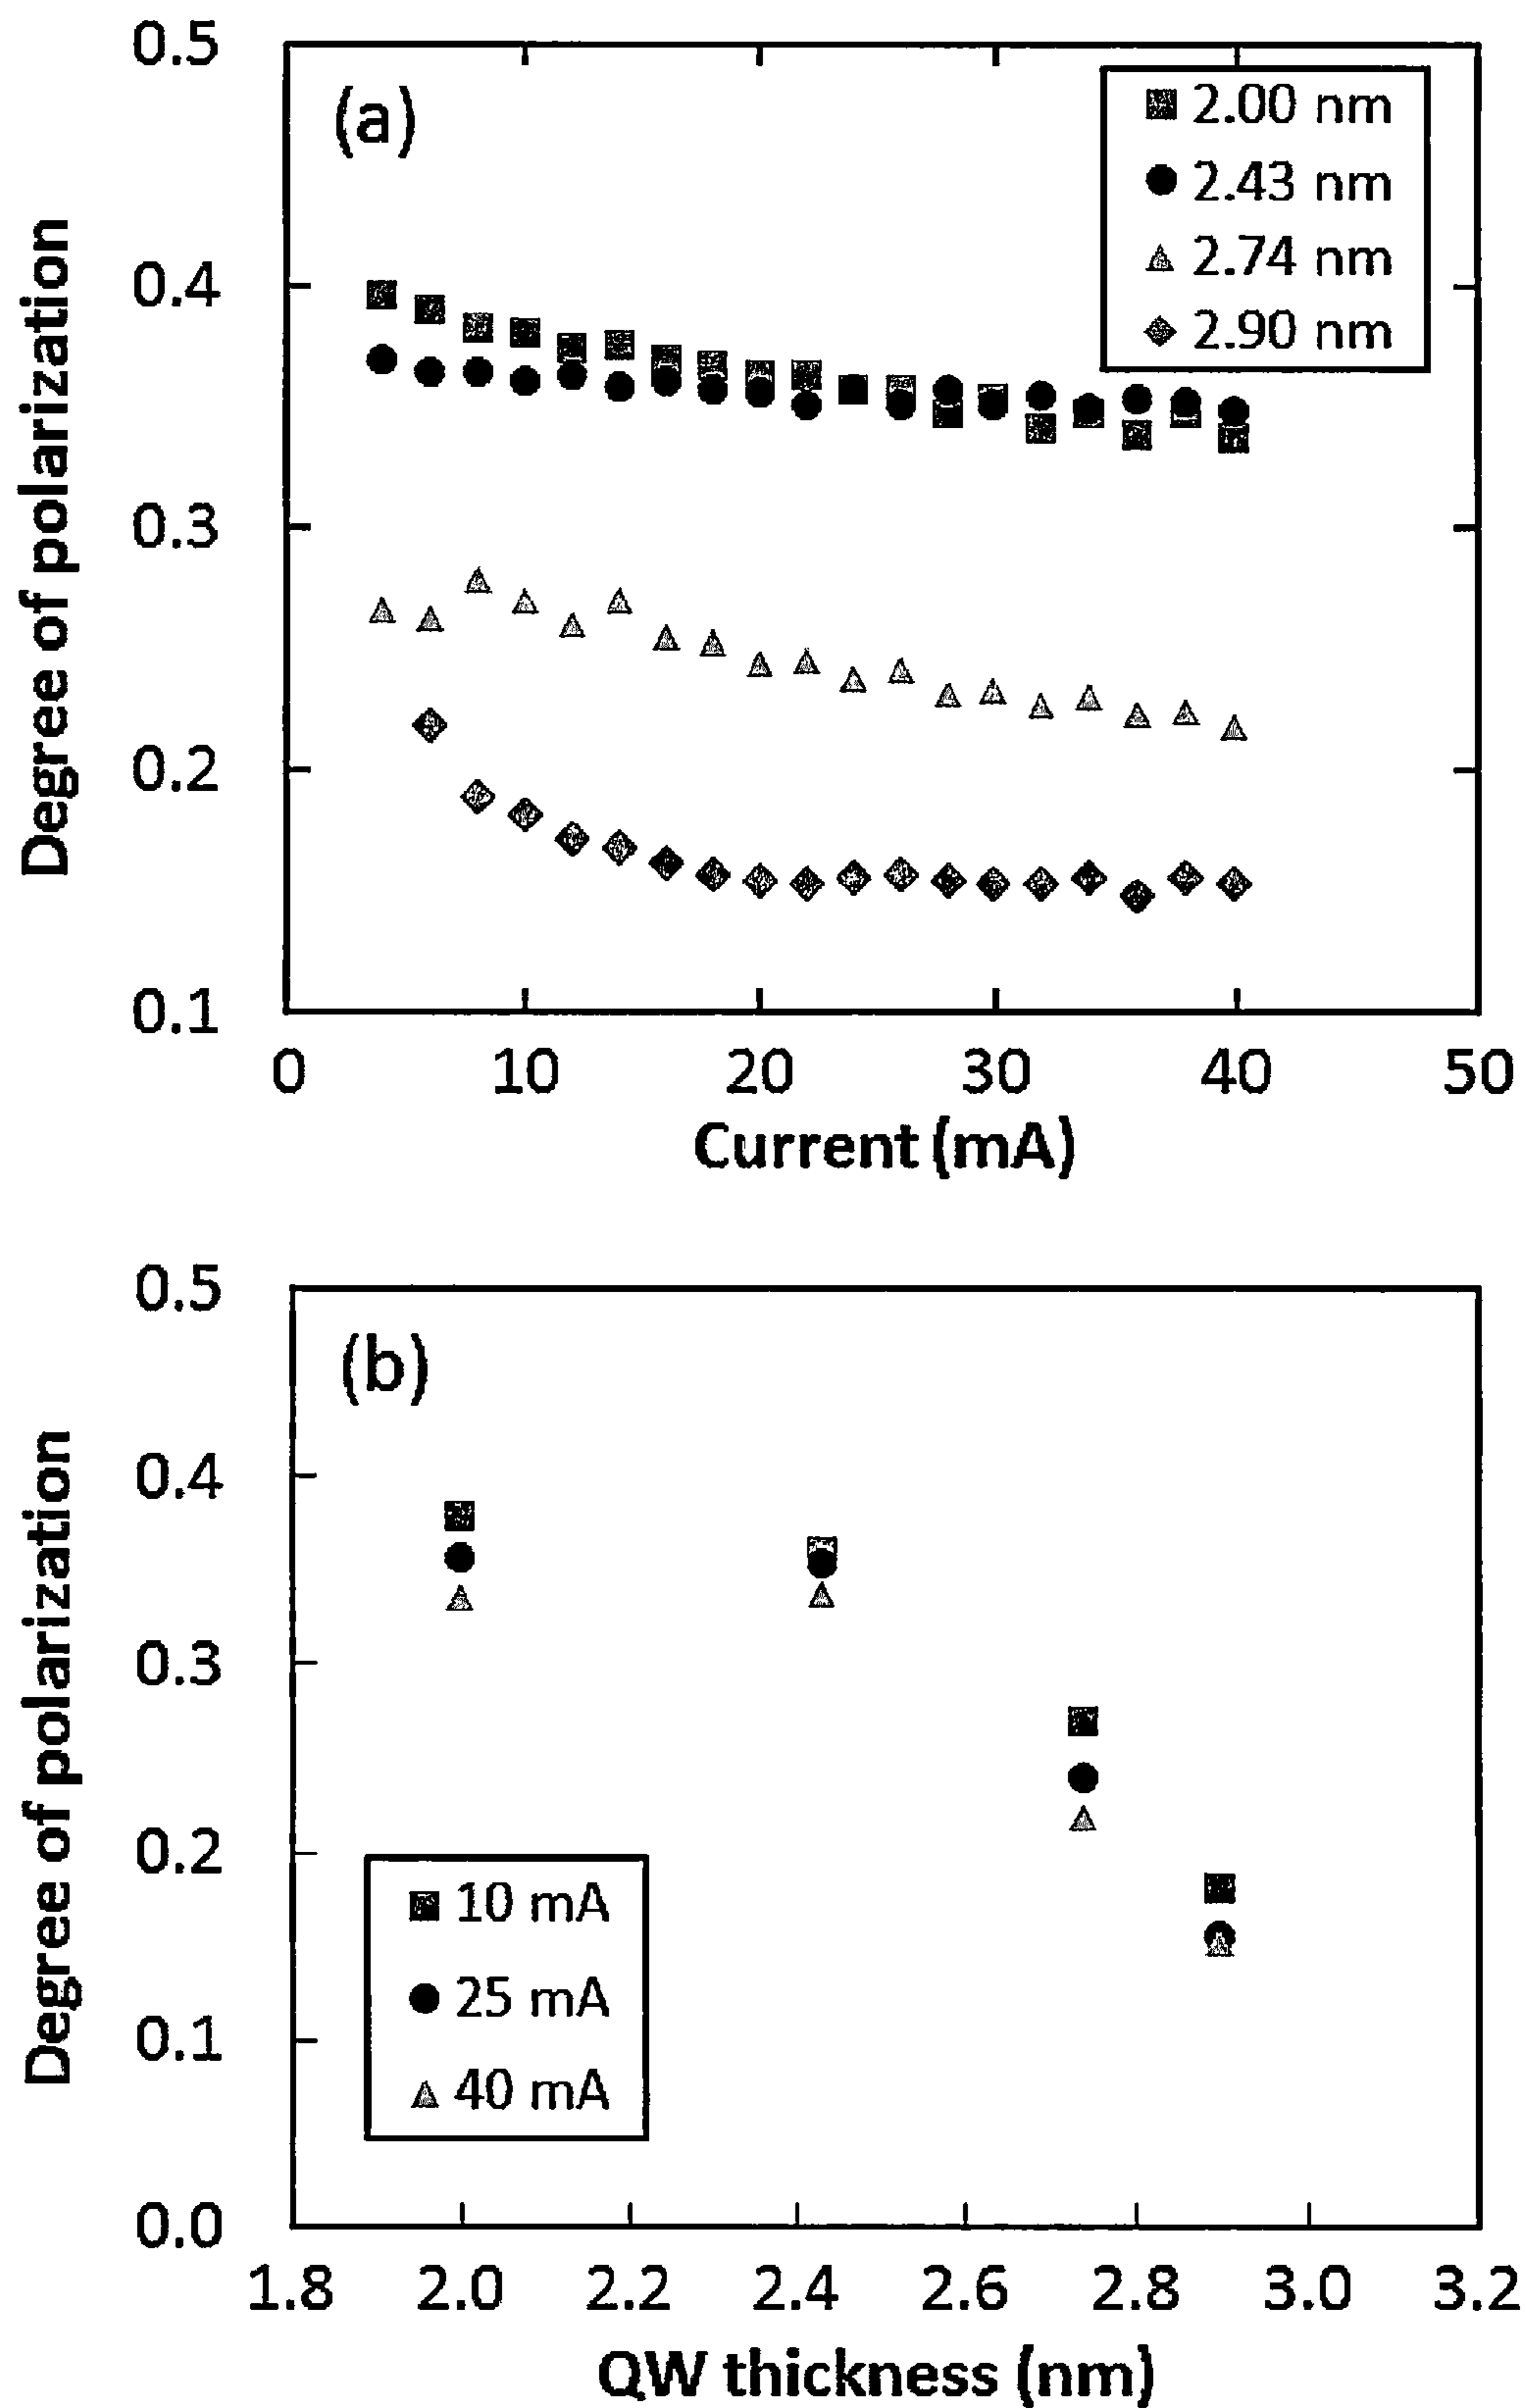 0.5
(a)
2.00 nm
2.43 nm
2.74 nm
2.90 nm
0.4
0.3
0.2
0.1
Degree of polarization
0 10 20 30 40 50
Current (mA)
0.5
(b)
0.4
0.3
0.2
0.1
0.0
Degree of polarization
10 mA
25 mA
40 mA
1.8 2.0 2.2 2.4 2.6 2.8 3.0 3.2
QW thickness (nm)